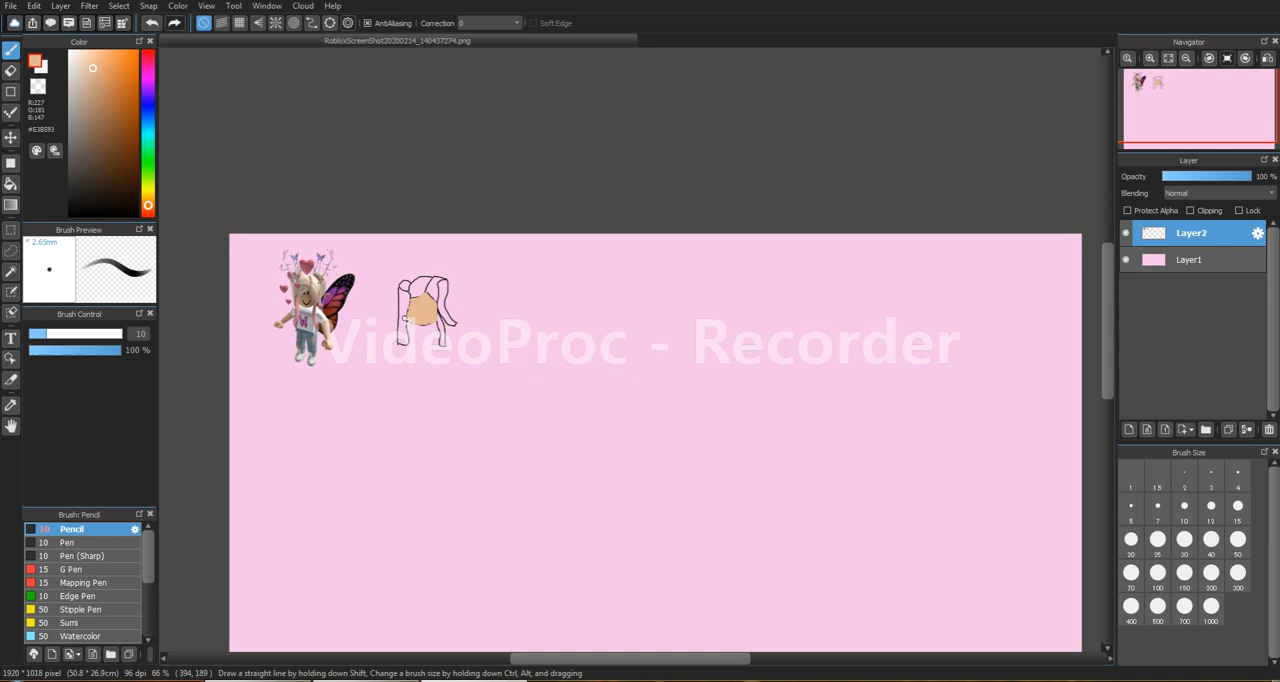 File Edit Layer Filter Select Snap Color View Tool Window Cloud Help
AntiAliasing Correction 0 Soft Edge
RobloxScreenShot20200214_140437274.png
Color
R:227
G:181
B:147
#E3B593
Brush Preview
* 2.65mm
Brush Control
10
100 %
Brush: Pencil
10 Pencil
10 Pen
10 Pen (Sharp)
15 G Pen
15 Mapping Pen
10 Edge Pen
50 Stipple Pen
50 Sumi
50 Watercolor
VideoProc - Recorder
Navigator
Layer
Opacity 100 %
Blending Normal
Protect Alpha Clipping Lock
Layer2
Layer1
Brush Size
1 1.5 2 3 4
5 7 10 12 15
20 25 30 40 50
70 100 150 200 300
400 500 700 1000
1920 * 1018 pixel (50.8 * 26.9cm) 96 dpi 66 % ( 394, 189 ) Draw a straight line by holding down Shift, Change a brush size by holding down Ctrl, Alt, and dragging